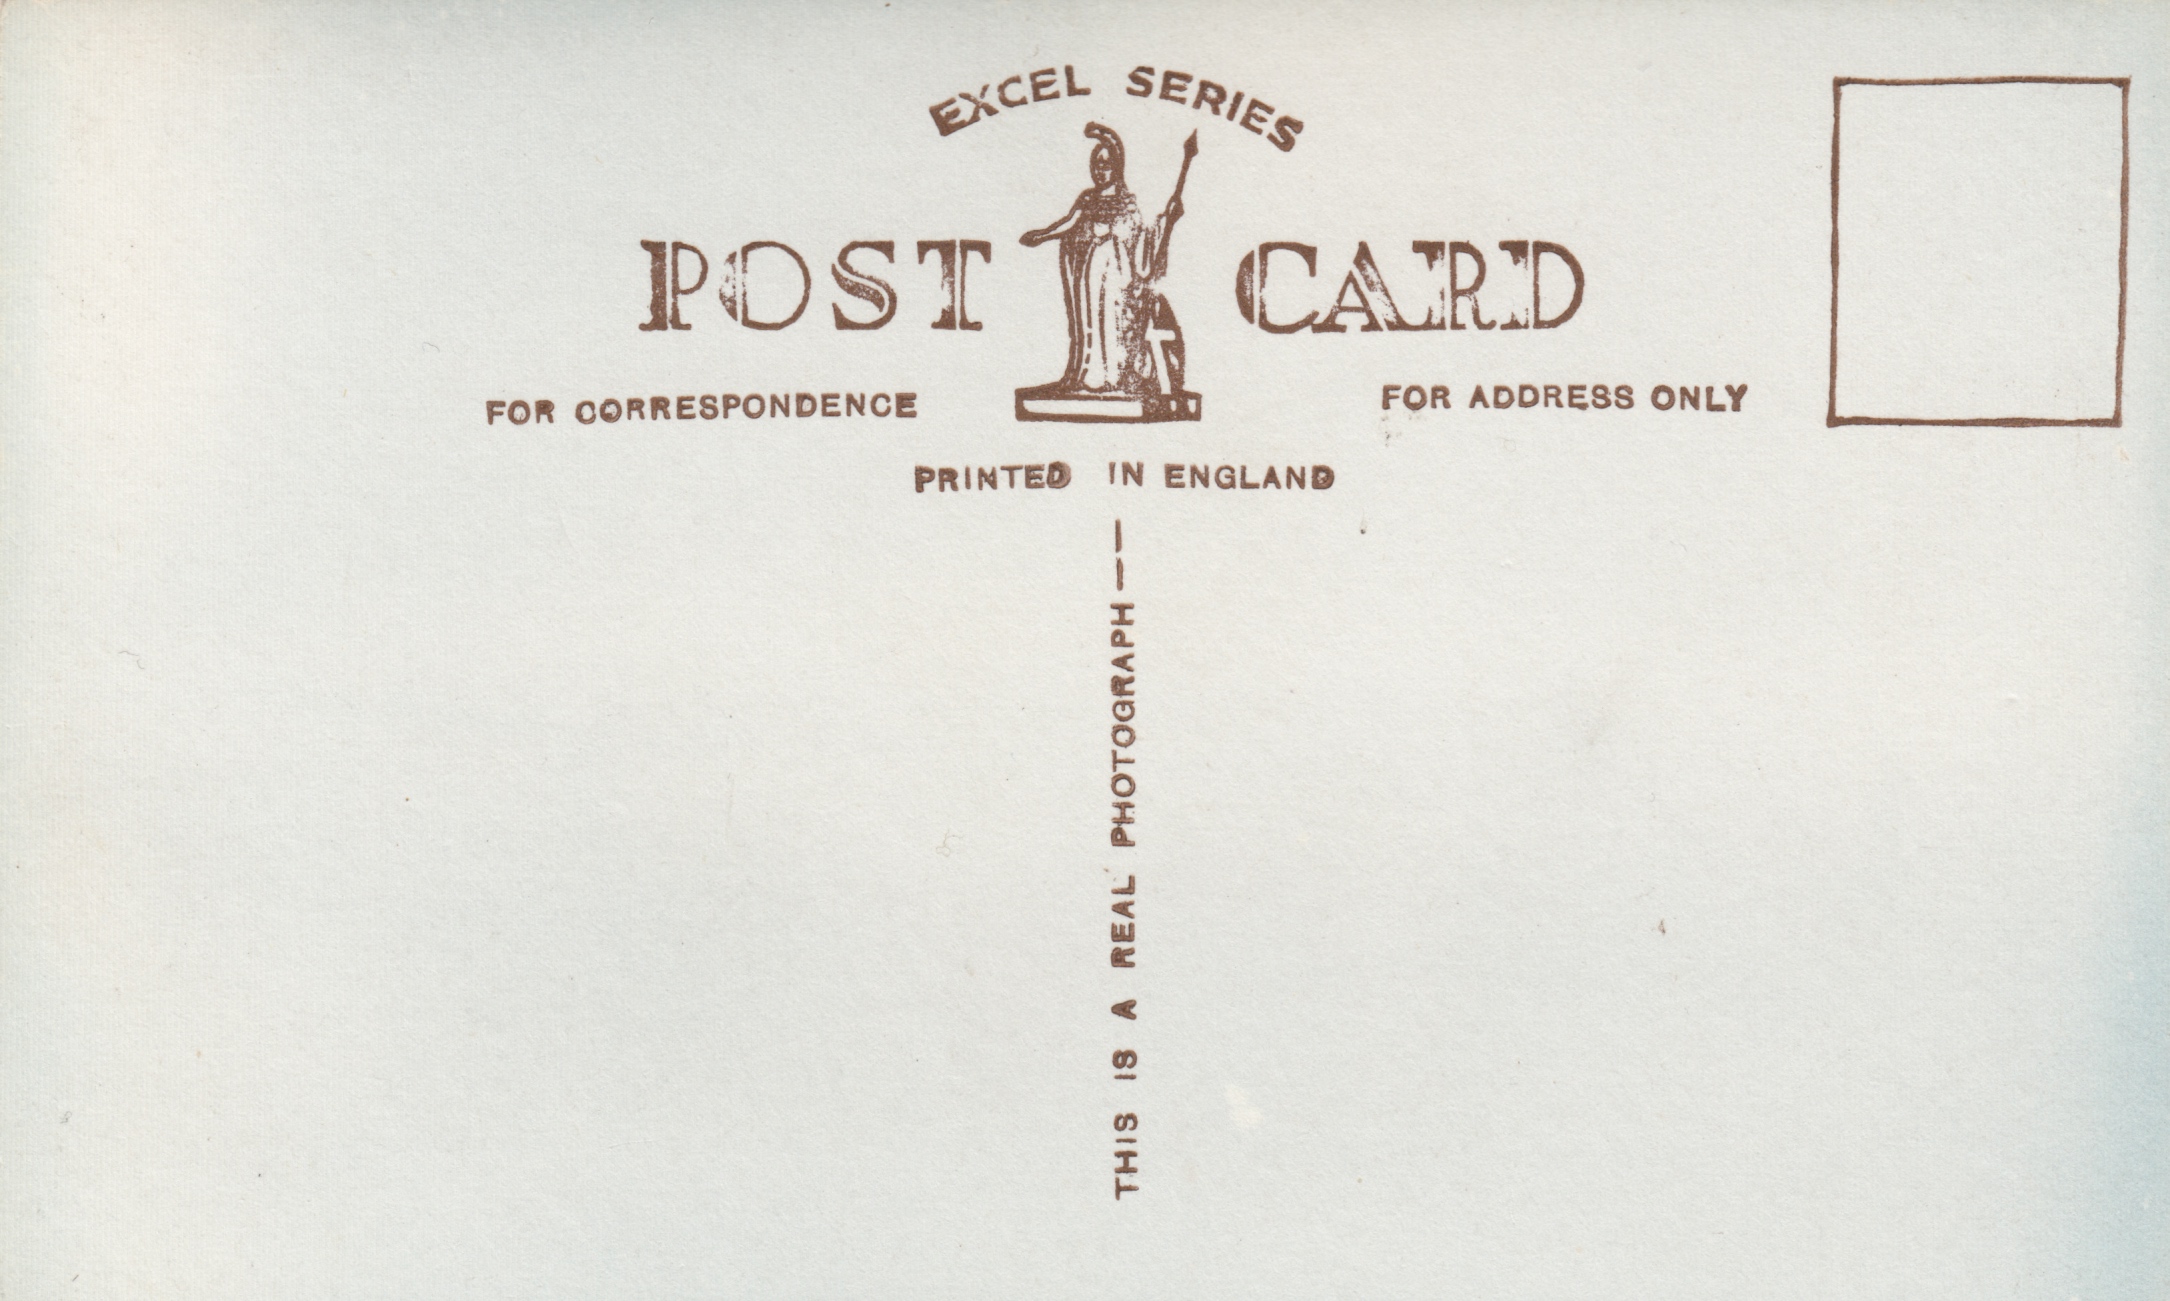 EXCEL SERIES
POST CARD
FOR CORRESPONDENCE
FOR ADDRESS ONLY
PRINTED IN ENGLAND
THIS IS A REAL PHOTOGRAPH